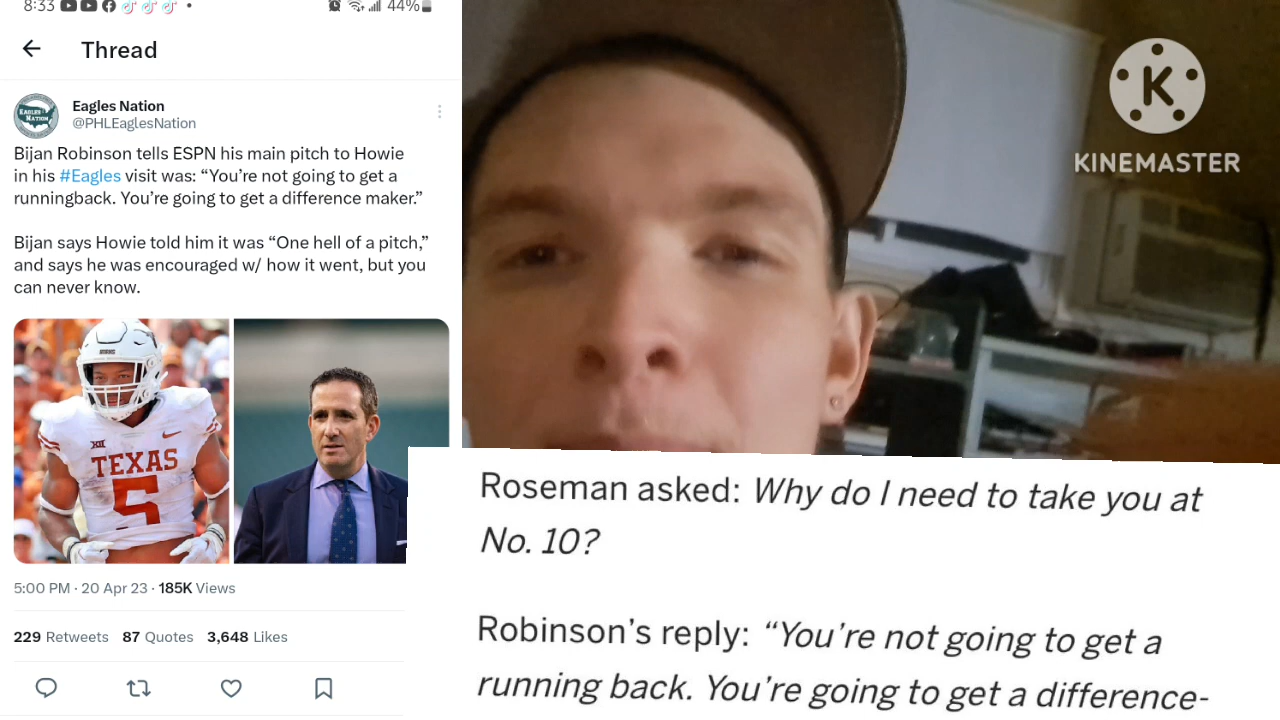 8:33
44%
Thread
Eagles Nation
@PHLEaglesNation
Bijan Robinson tells ESPN his main pitch to Howie
in his #Eagles visit was: “You’re not going to get a
runningback. You’re going to get a difference maker.”
Bijan says Howie told him it was “One hell of a pitch,”
and says he was encouraged w/ how it went, but you
can never know.
EAGLES
NATION
XII
TEXAS
5
5:00 PM · 20 Apr 23 · 185K Views
229 Retweets 87 Quotes 3,648 Likes
K
KINEMASTER
Roseman asked: Why do I need to take you at
No. 10?
Robinson’s reply: “You’re not going to get a
running back. You’re going to get a difference-